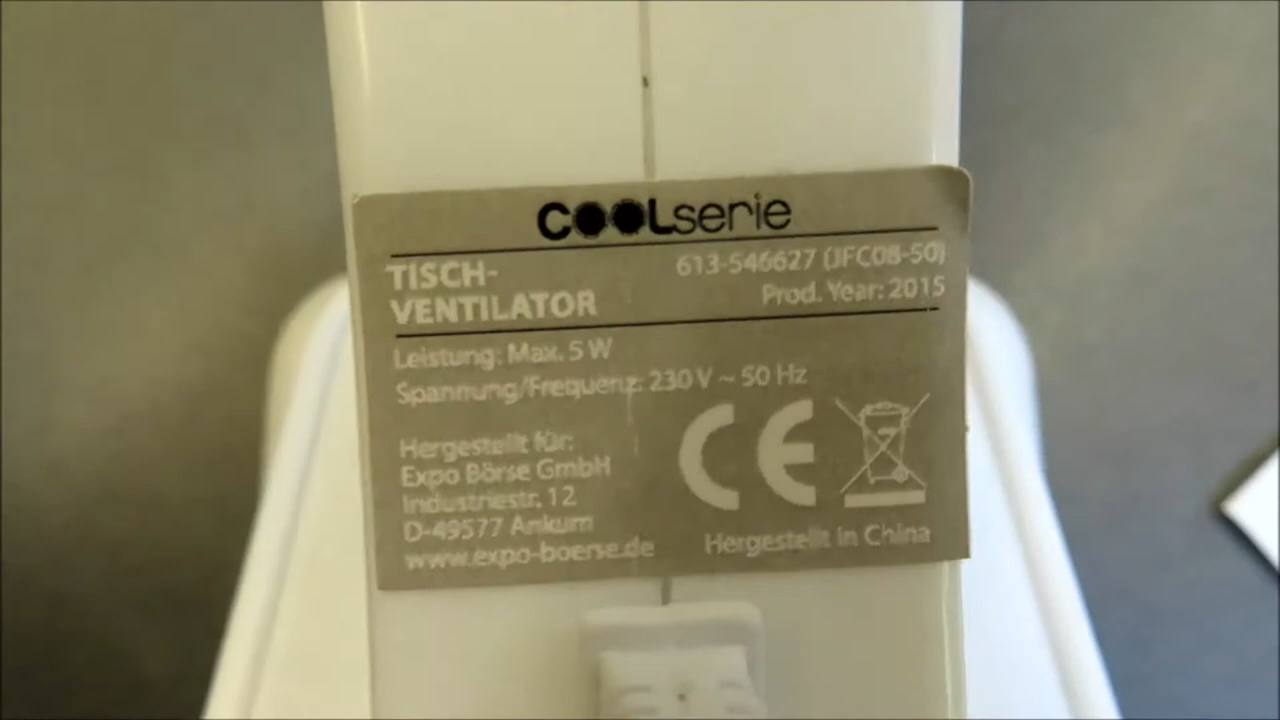 COOLserie
TISCH-
VENTILATOR
613-546627 (JFC08-50)
Prod. Year: 2015
Leistung: Max. 5 W
Spannung/Frequenz: 230 V ~ 50 Hz
Hergestellt für:
Expo Börse GmbH
Industriestr. 12
D-49577 Ankum
www.expo-boerse.de
CE
Hergestellt in China